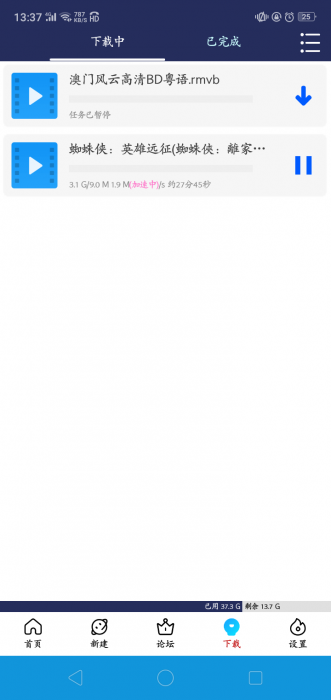 13:37 4G 787 KB/S HD 25
下载中 已完成
澳门风云高清BD粤语.rmvb
任务已暂停
蜘蛛侠：英雄远征(蜘蛛侠：離家···
3.1 G/9.0 M 1.9 M(加速中)/s 约27分45秒
已用 37.3 G 剩余 13.7 G
首页 新建 论坛 下载 设置